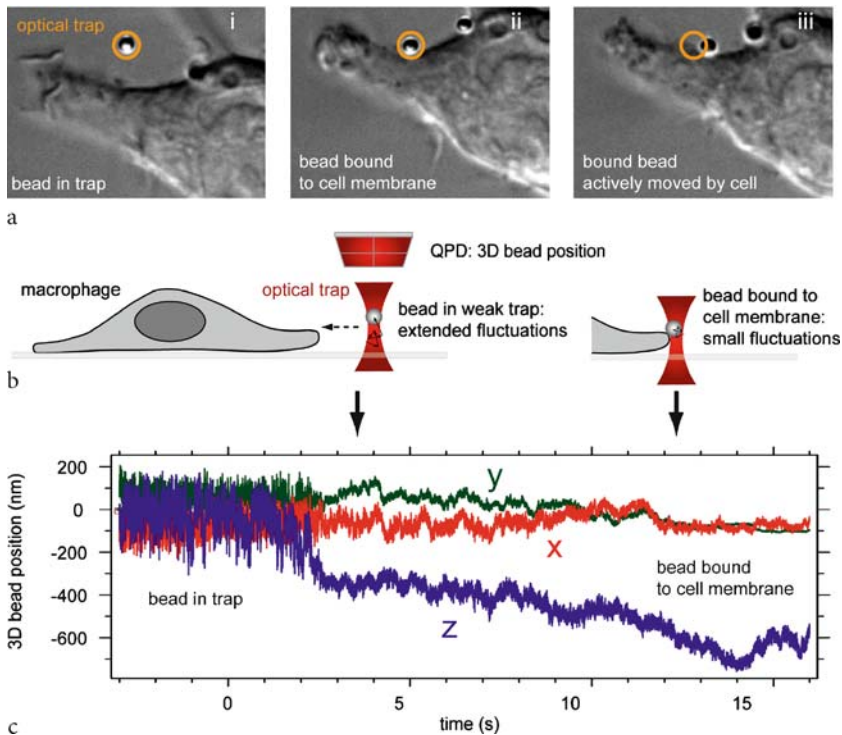 a
optical trap
i
ii
iii
bead in trap
bead bound
to cell membrane
bound bead
actively moved by cell
b
QPD: 3D bead position
macrophage
optical trap
bead in weak trap:
extended fluctuations
bead bound to
cell membrane:
small fluctuations
c
3D bead position (nm)
200
0
-200
-400
-600
y
x
z
bead in trap
bead bound
to cell membrane
0
5
10
15
time (s)